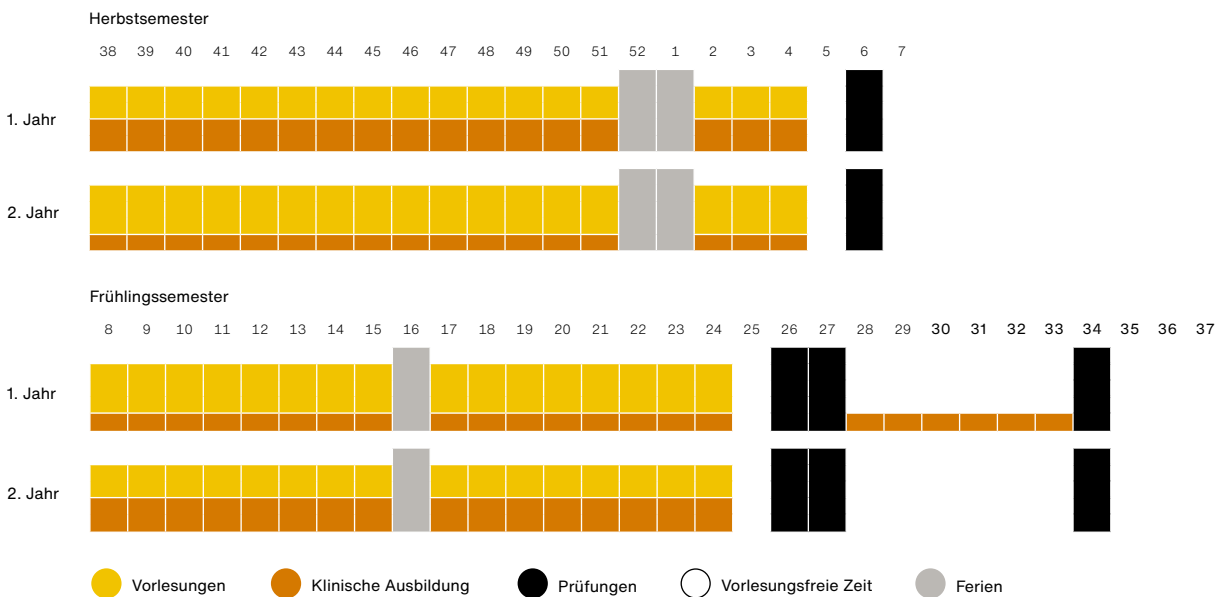 Herbstsemester
38 39 40 41 42 43 44 45 46 47 48 49 50 51 52 1 2 3 4 5 6 7
1. Jahr
2. Jahr
Frühlingssemester
8 9 10 11 12 13 14 15 16 17 18 19 20 21 22 23 24 25 26 27 28 29 30 31 32 33 34 35 36 37
1. Jahr
2. Jahr
Vorlesungen Klinische Ausbildung Prüfungen Vorlesungsfreie Zeit Ferien